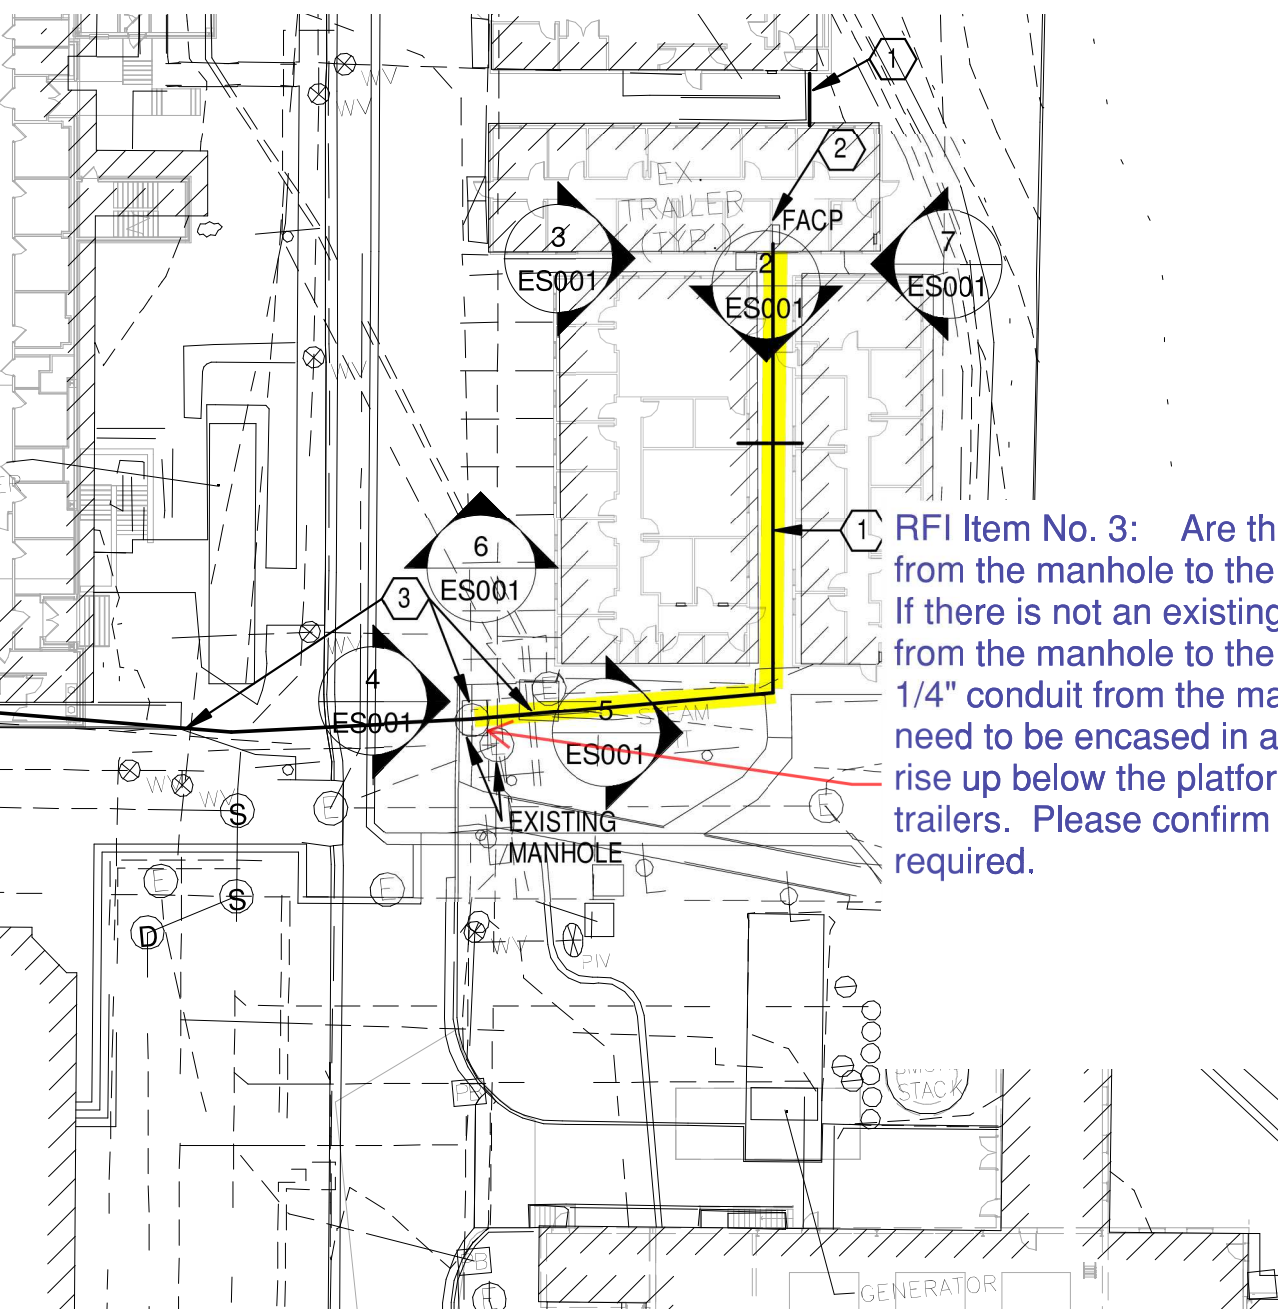 1
WV
WV
2
EX.
TRAILER
(TYP.)
FACP
3
ES001
2
ES001
7
ES001
WV
6
ES001
1
RFI Item No. 3: Are th
from the manhole to the
If there is not an existing
from the manhole to the
1/4" conduit from the ma
need to be encased in a
rise up below the platfor
trailers. Please confirm
required.
3
WV
4
ES001
E
5
ES001
STEAM
E
WV
WV
S
E
E
EXISTING
MANHOLE
E
S
E
D
WV
PIV
PB
STACK
B
E
GENERATOR